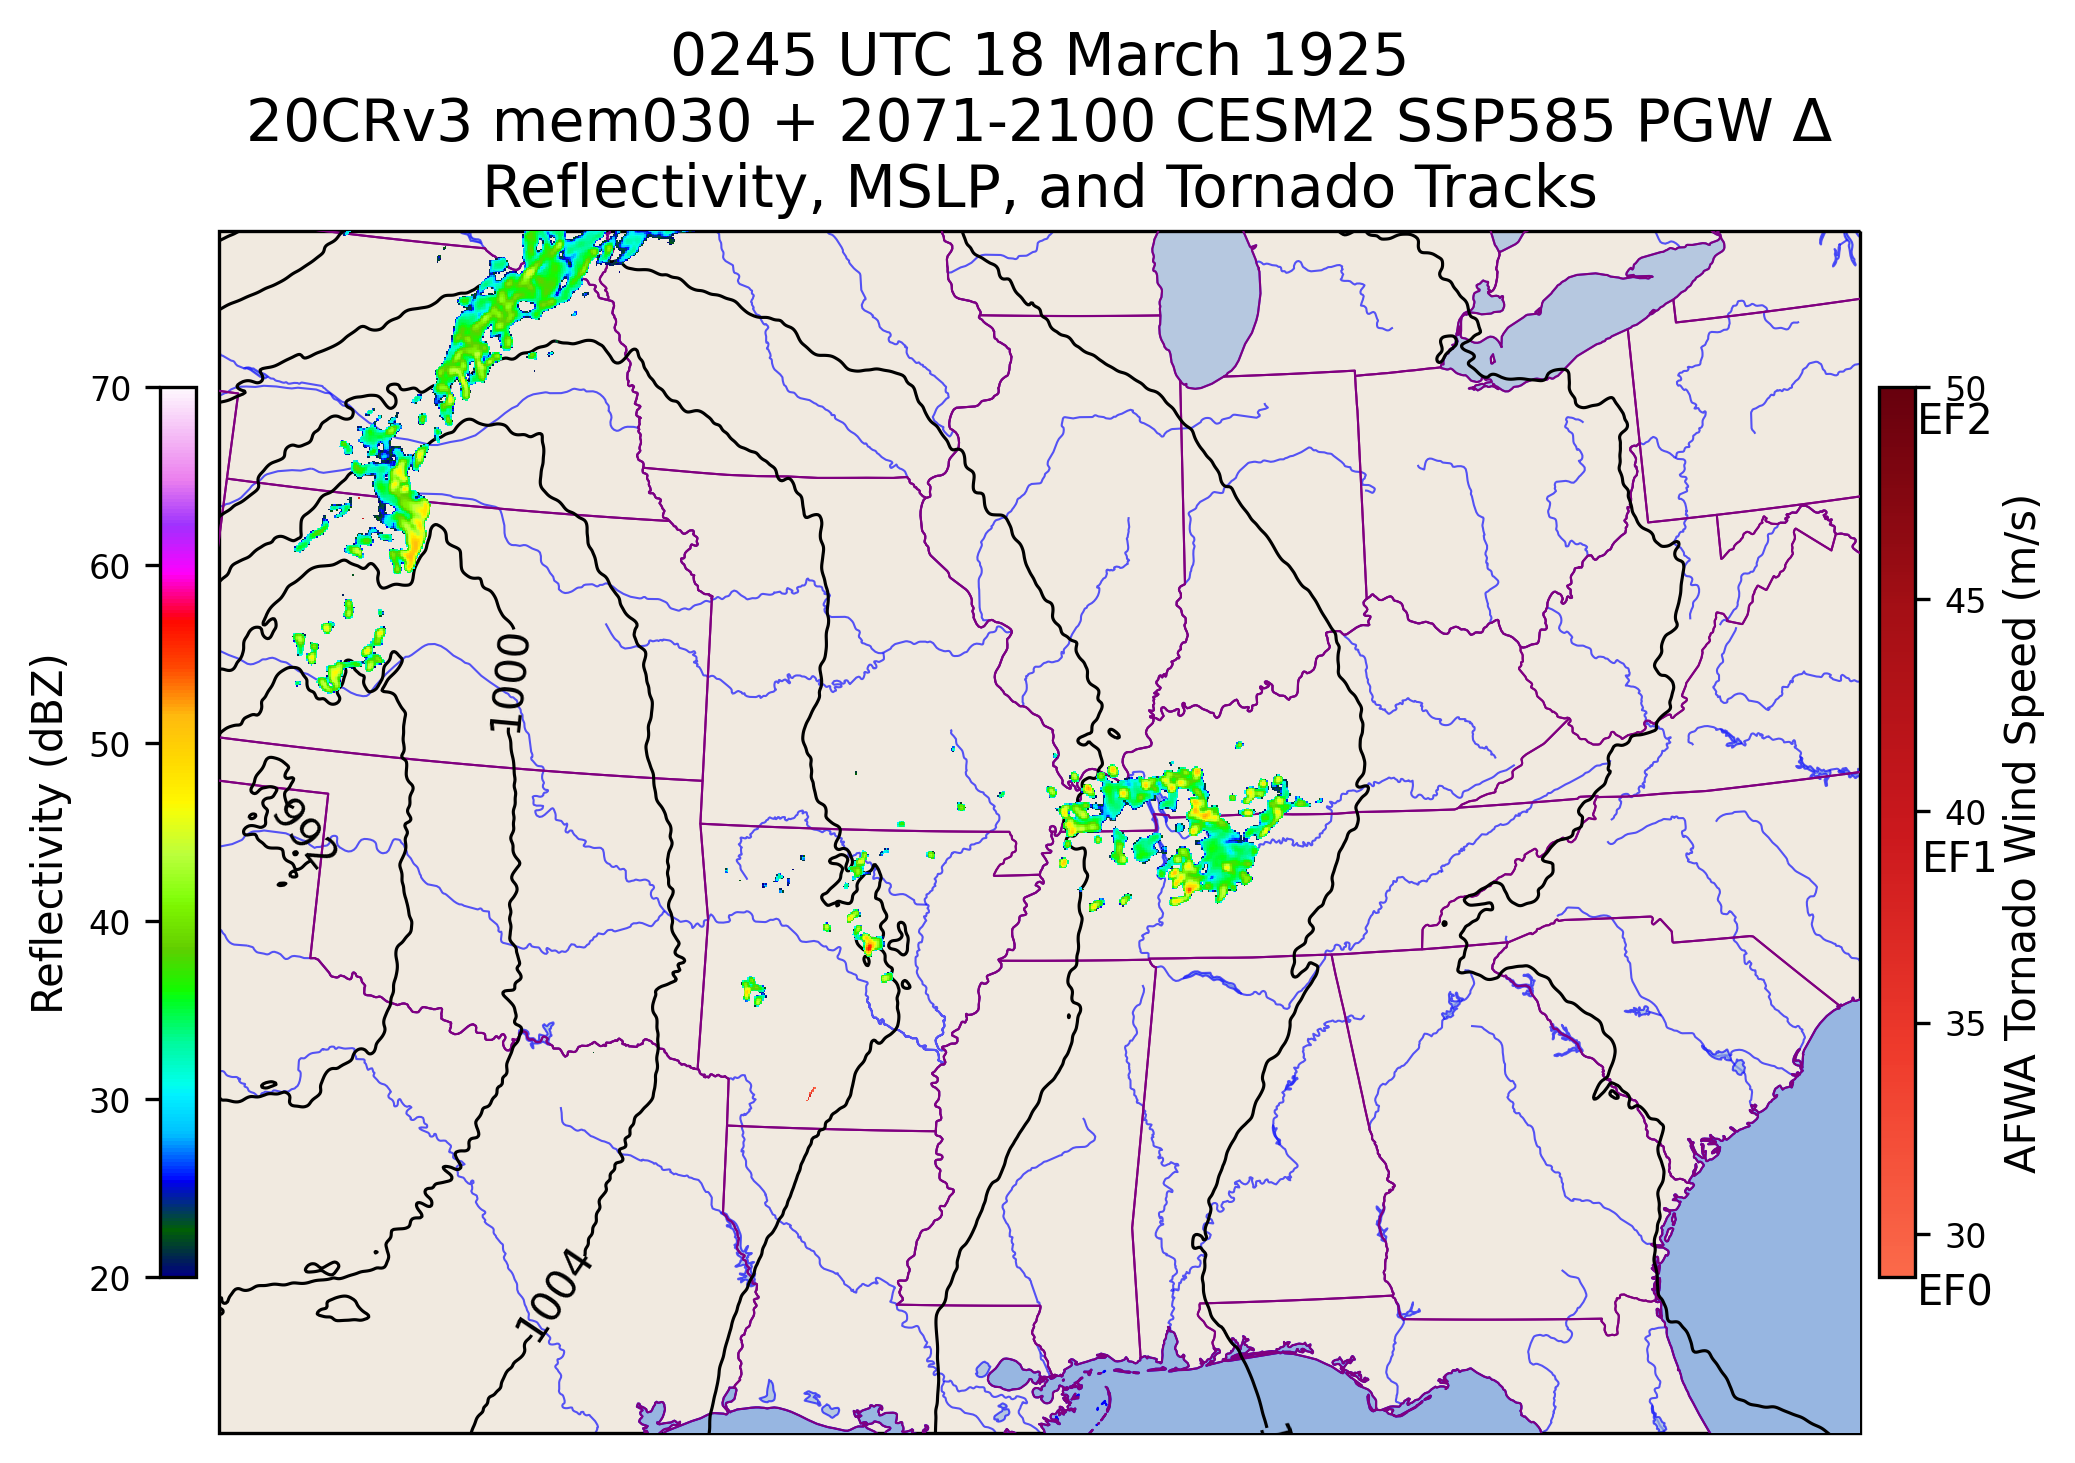 0245 UTC 18 March 1925
20CRv3 mem030 + 2071-2100 CESM2 SSP585 PGW Δ
Reflectivity, MSLP, and Tornado Tracks
70
60
50
40
30
20
Reflectivity (dBZ)
1000
1004
50
EF2
45
40
EF1
35
30
EF0
AFWA Tornado Wind Speed (m/s)